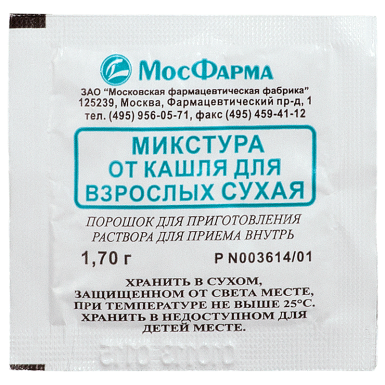 МосФарма
ЗАО "Московская фармацевтическая фабрика"
125239, Москва, Фармацевтический пр-д, 1
тел. (495) 956-05-71, факс (495) 459-41-12
МИКСТУРА
ОТ КАШЛЯ ДЛЯ
ВЗРОСЛЫХ СУХАЯ
ПОРОШОК ДЛЯ ПРИГОТОВЛЕНИЯ
РАСТВОРА ДЛЯ ПРИЕМА ВНУТРЬ
1,70 г P N003614/01
ХРАНИТЬ В СУХОМ,
ЗАЩИЩЕННОМ ОТ СВЕТА МЕСТЕ,
ПРИ ТЕМПЕРАТУРЕ НЕ ВЫШЕ 25°С.
ХРАНИТЬ В НЕДОСТУПНОМ ДЛЯ
ДЕТЕЙ МЕСТЕ.